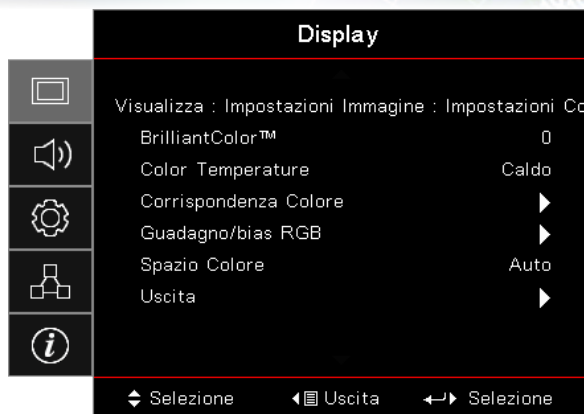 Display
Visualizza : Impostazioni Immagine : Impostazioni Co
BrilliantColor™ 0
Color Temperature Caldo
Corrispondenza Colore
Guadagno/bias RGB
Spazio Colore Auto
Uscita
Selezione Uscita Selezione